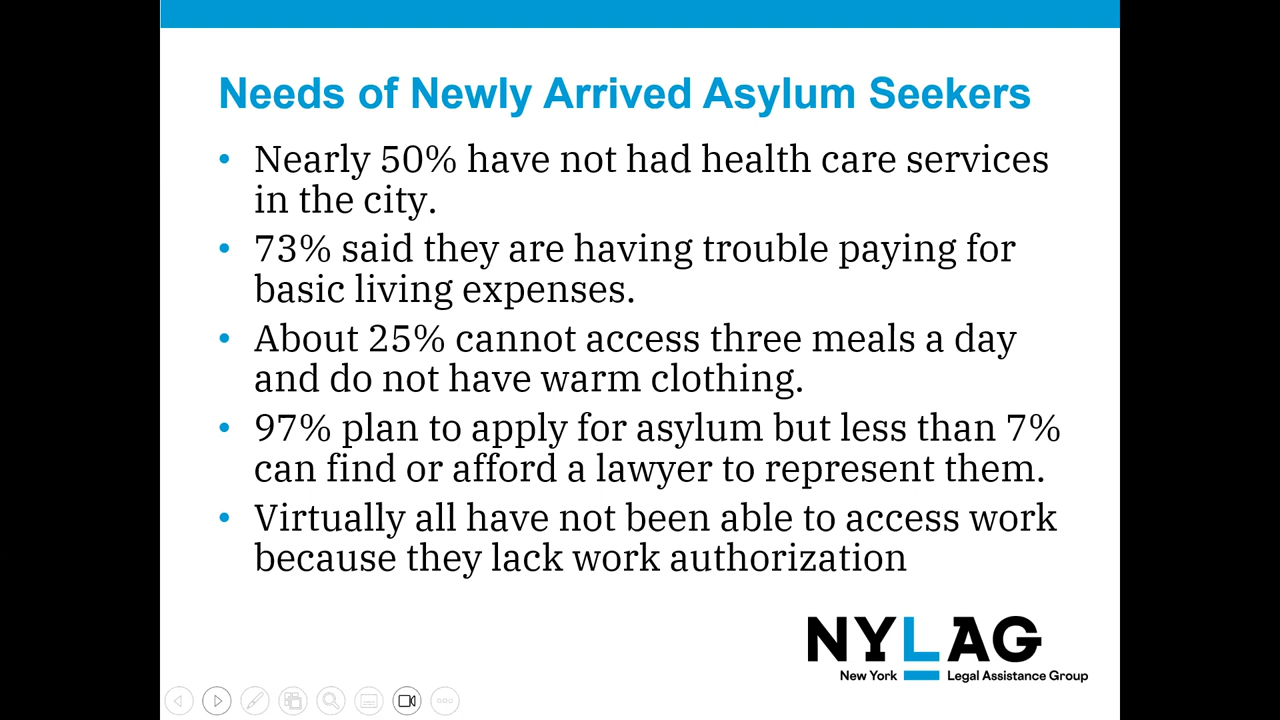 Needs of Newly Arrived Asylum Seekers
• Nearly 50% have not had health care services
in the city.
• 73% said they are having trouble paying for
basic living expenses.
• About 25% cannot access three meals a day
and do not have warm clothing.
• 97% plan to apply for asylum but less than 7%
can find or afford a lawyer to represent them.
• Virtually all have not been able to access work
because they lack work authorization
NYLAG
New York Legal Assistance Group